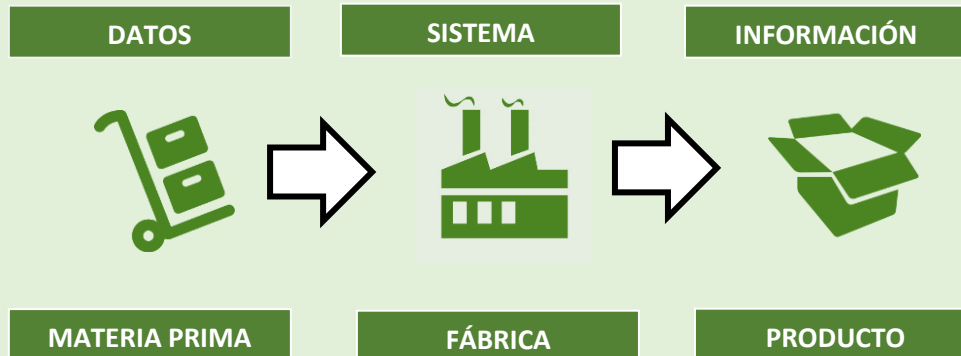 DATOS
SISTEMA
INFORMACIÓN
MATERIA PRIMA
FÁBRICA
PRODUCTO